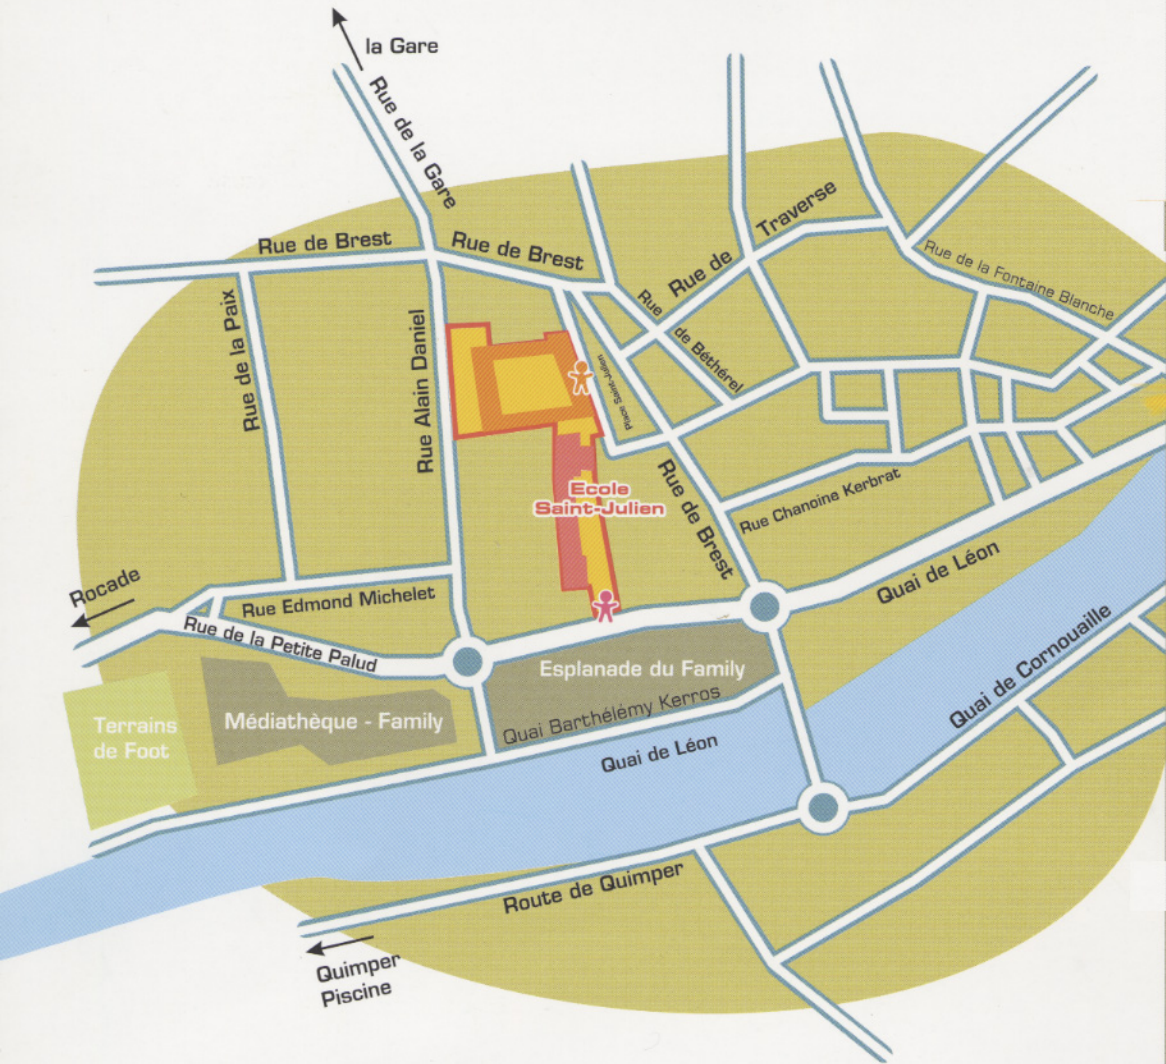 la Gare
Rue de la Gare
Traverse
Rue de
Rue de Brest
Rue de Brest
Rue de la Fontaine Blanche
Rue de la Paix
Rue
de Béthérel
Rue Alain Daniel
Place Saint-Julien
Ecole
Saint-Julien
Rue de Brest
Rue Chanoine Kerbrat
Quai de Léon
Rocade
Rue Edmond Michelet
Rue de la Petite Palud
Esplanade du Family
Quai de Cornouaille
Terrains
de Foot
Médiathèque - Family
Quai Barthélémy Kerros
Quai de Léon
Route de Quimper
Quimper
Piscine